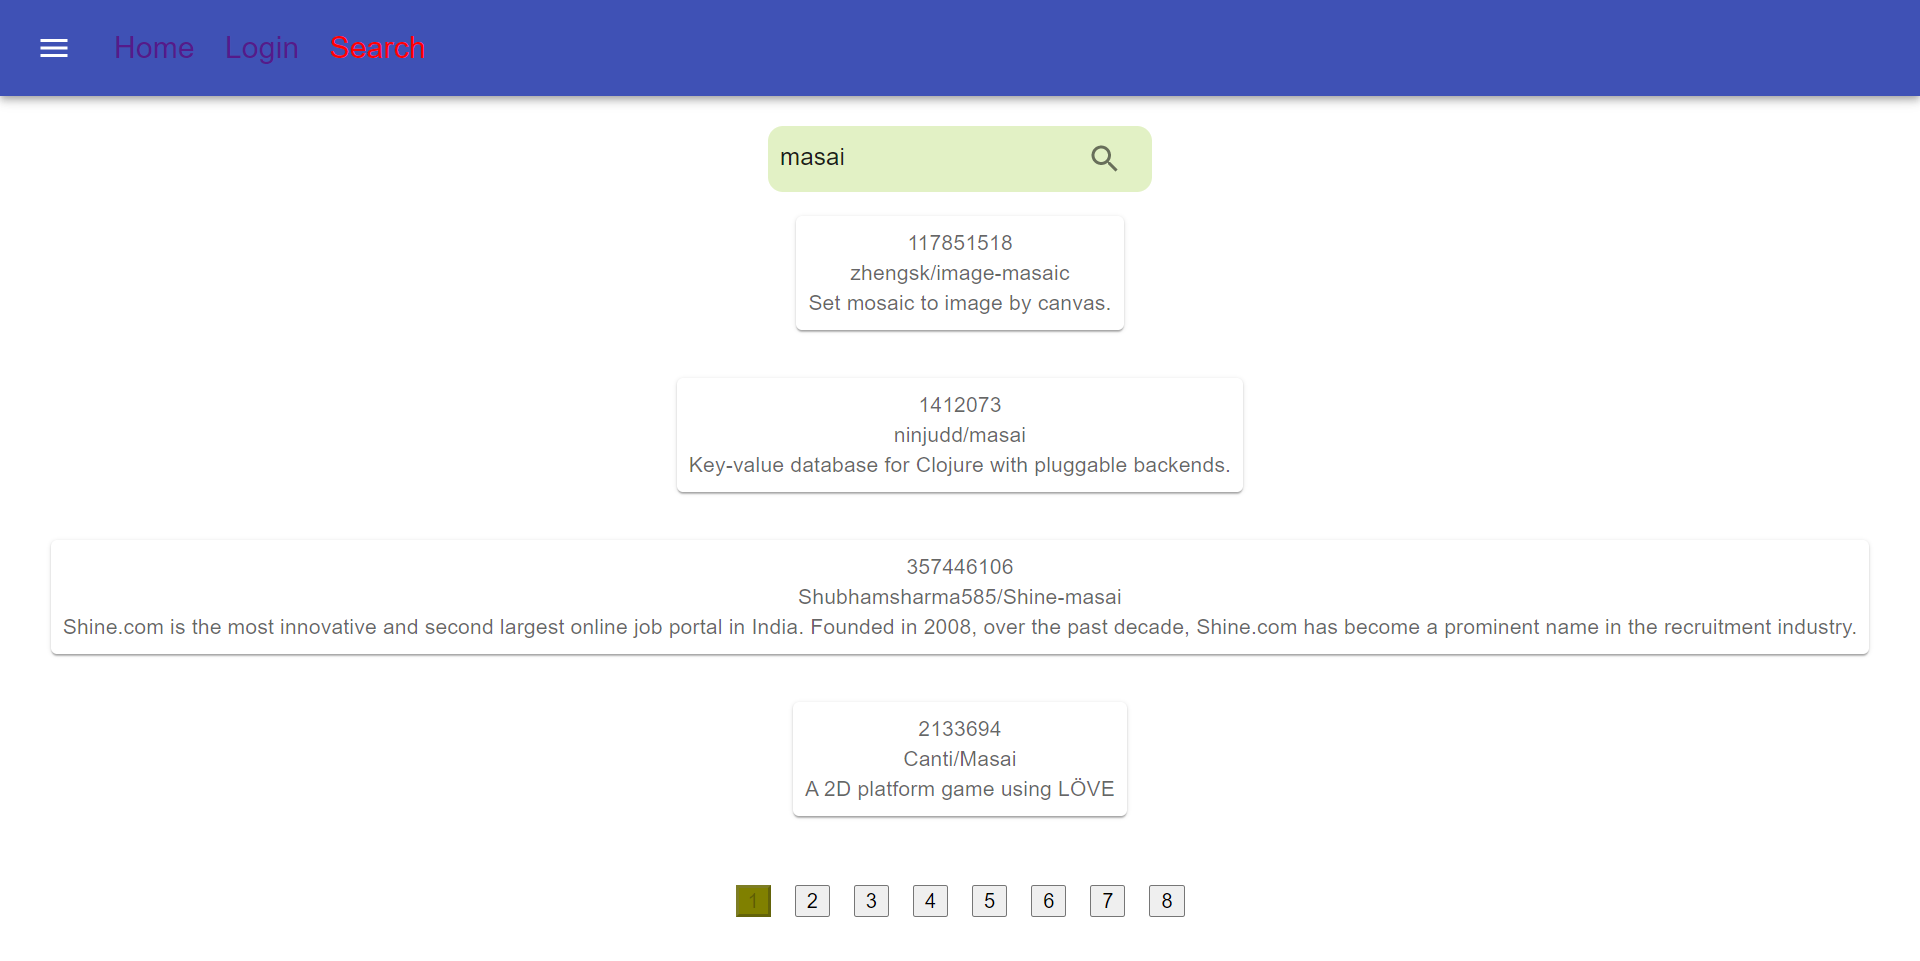 Home Login Search
masai
117851518
zhengsk/image-masaic
Set mosaic to image by canvas.
1412073
ninjudd/masai
Key-value database for Clojure with pluggable backends.
357446106
Shubhamsharma585/Shine-masai
Shine.com is the most innovative and second largest online job portal in India. Founded in 2008, over the past decade, Shine.com has become a prominent name in the recruitment industry.
2133694
Canti/Masai
A 2D platform game using LÖVE
1 2 3 4 5 6 7 8